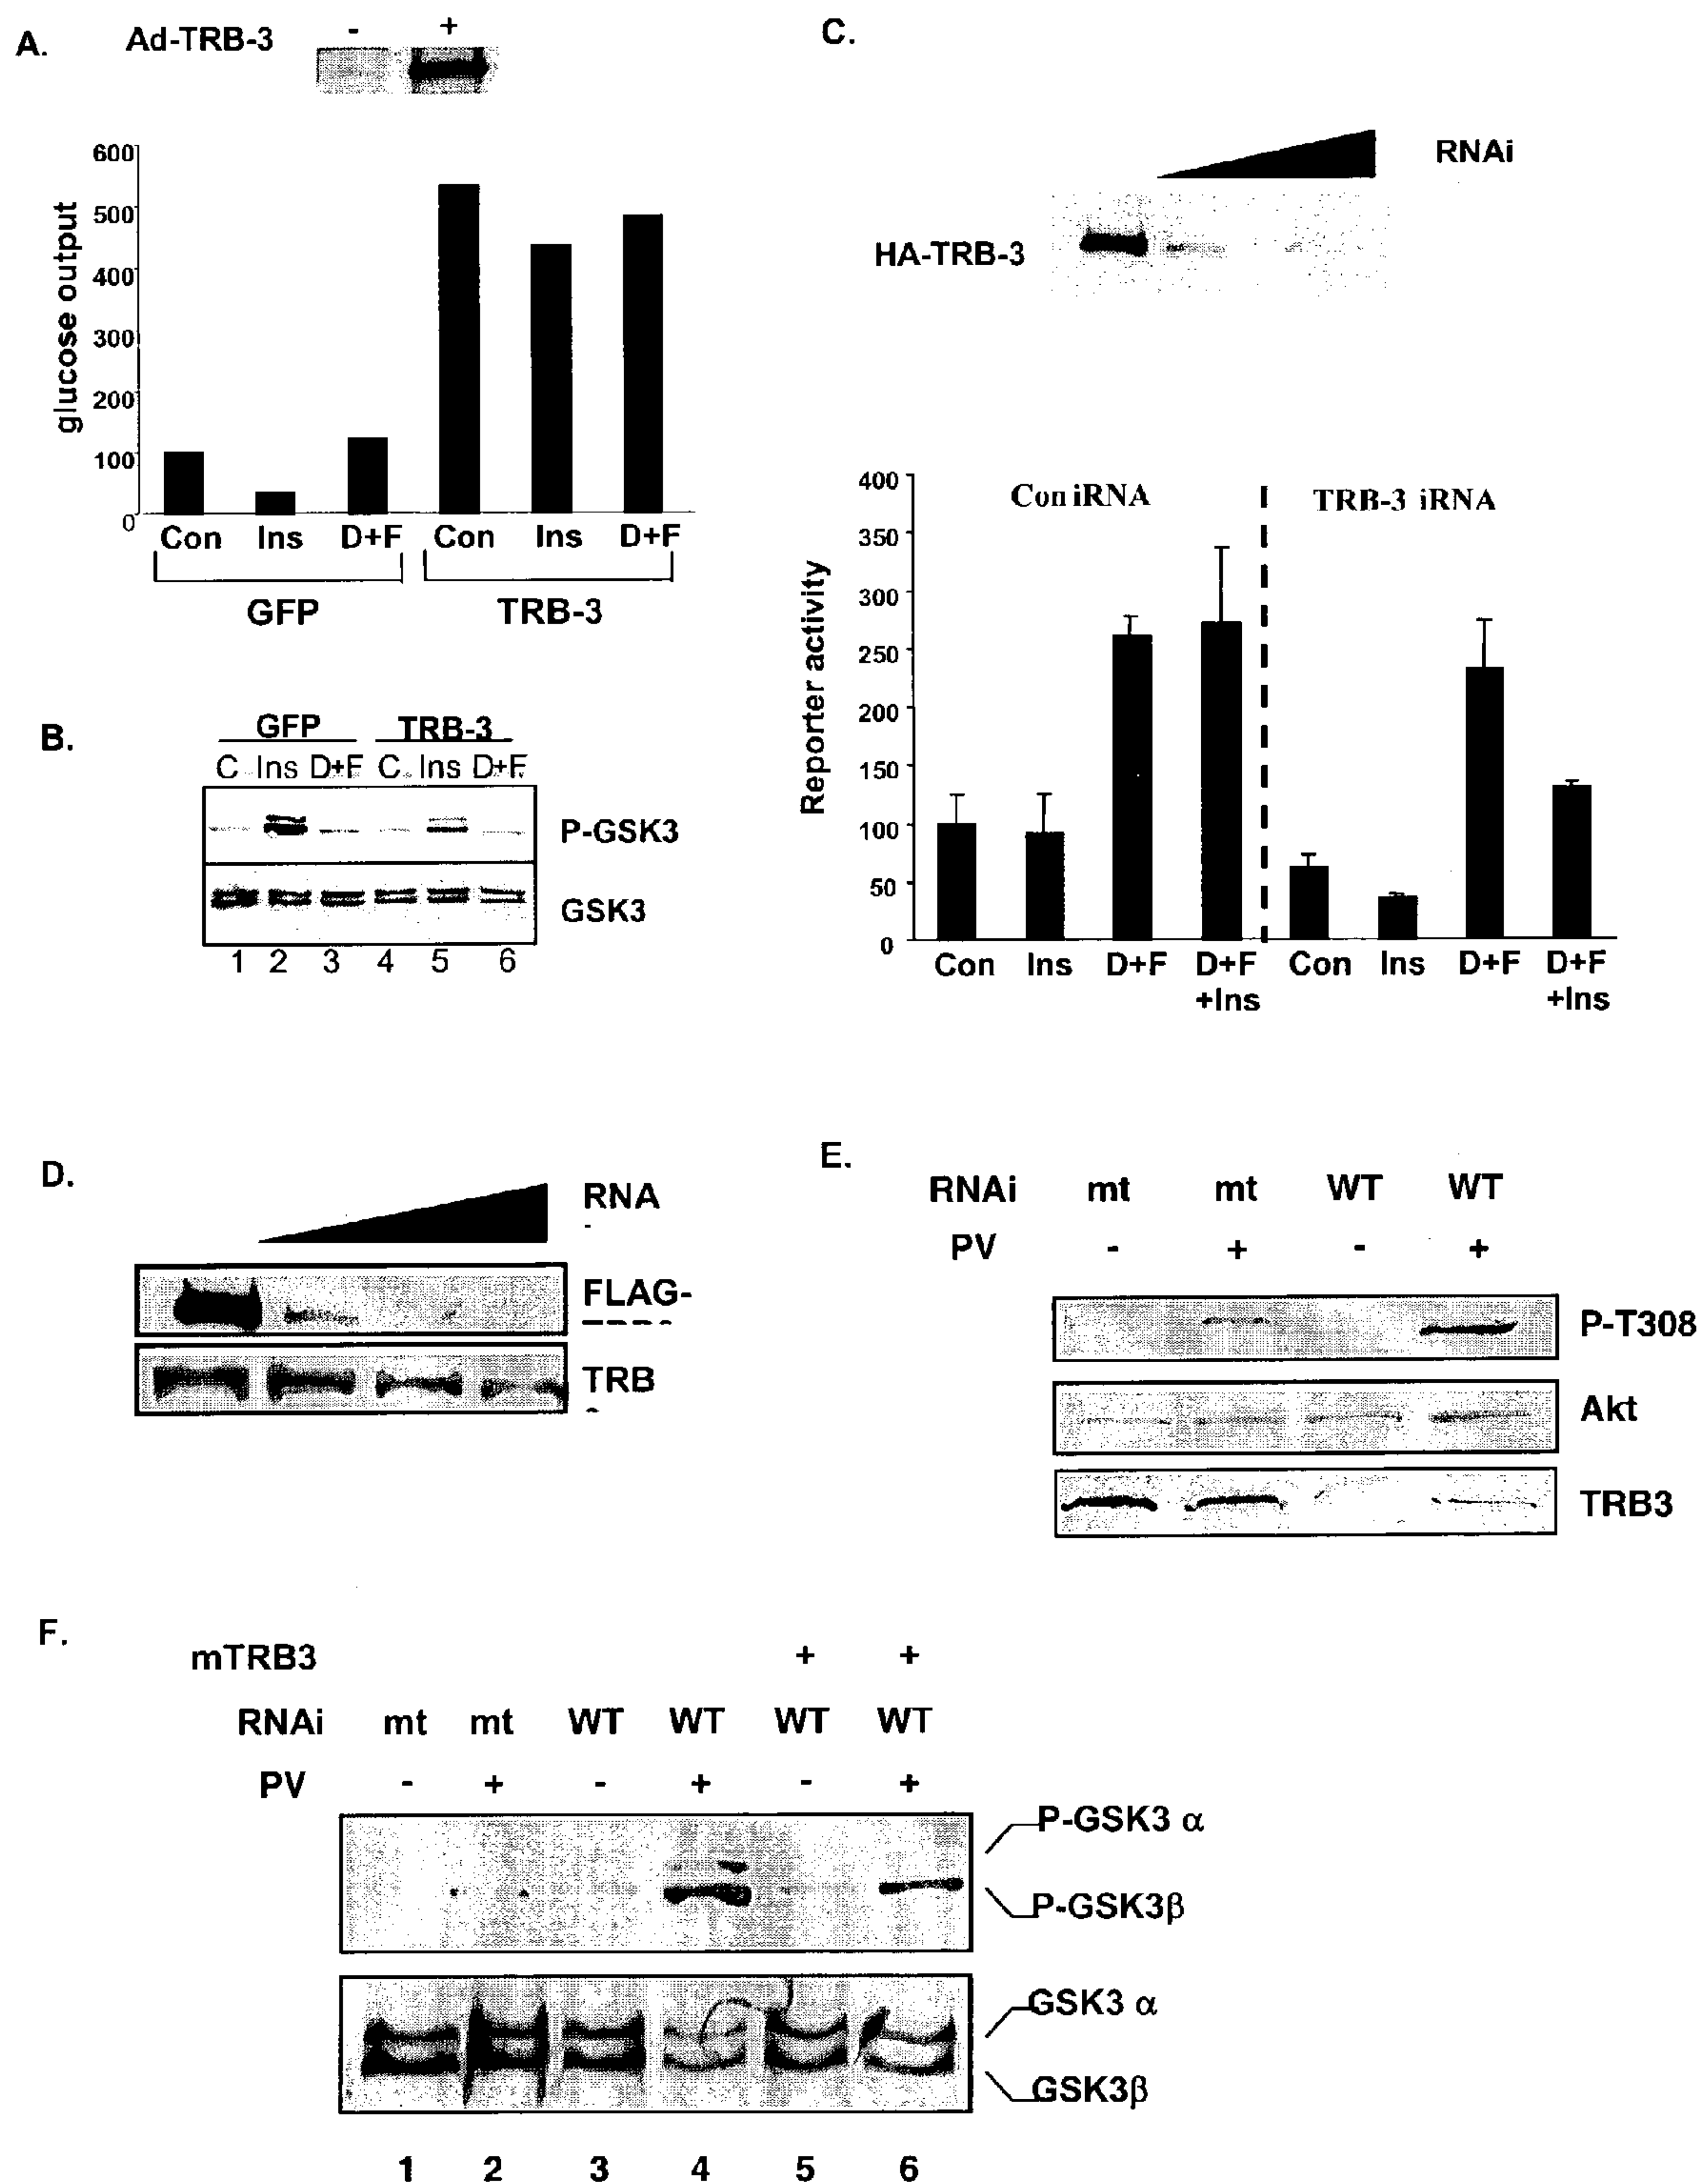 A.
Ad-TRB-3 - +
glucose output
600
500
400
300
200
100
0
Con Ins D+F Con Ins D+F
GFP TRB-3
B.
GFP TRB-3
C Ins D+F C Ins D+F
P-GSK3
GSK3
1 2 3 4 5 6
C.
RNAi
HA-TRB-3
Reporter activity
400
350
300
250
200
150
100
50
0
Con iRNA TRB-3 iRNA
Con Ins D+F D+F Con Ins D+F D+F
+Ins +Ins
D.
RNA
FLAG-
TRB
E.
RNAi mt mt WT WT
PV - + - +
P-T308
Akt
TRB3
F.
mTRB3 + +
RNAi mt mt WT WT WT WT
PV - + - + - +
P-GSK3 α
P-GSK3β
GSK3 α
GSK3β
1 2 3 4 5 6